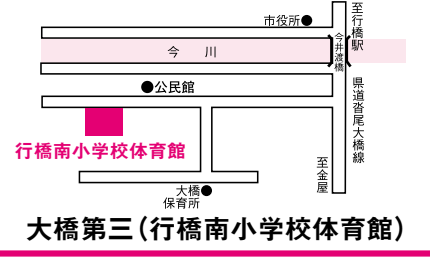 市役所●
至行橋駅
今川
今井渡橋
●公民館
県道沓尾大橋線
行橋南小学校体育館
至金屋
大橋●
保育所
大橋第三(行橋南小学校体育館)